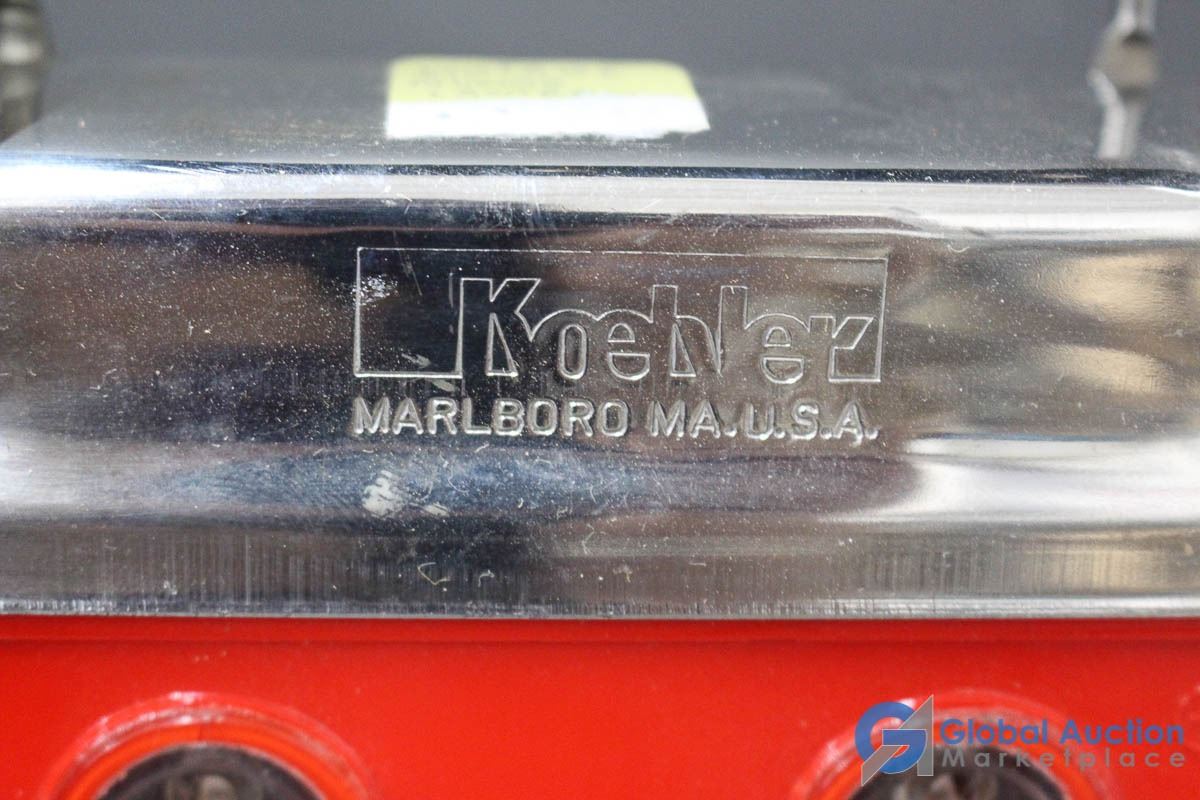 Koehler
MARLBORO MA.U.S.A.
Global Auction
Marketplace